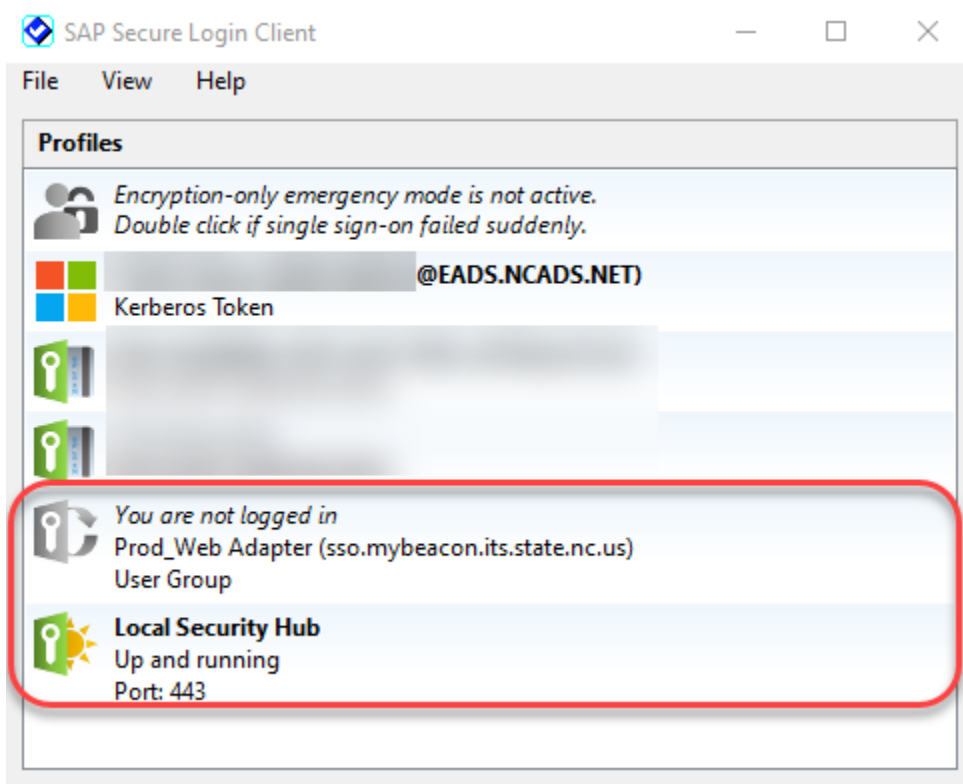 SAP Secure Login Client
File View Help
Profiles
Encryption-only emergency mode is not active.
Double click if single sign-on failed suddenly.
@EADS.NCADS.NET)
Kerberos Token
You are not logged in
Prod_Web Adapter (sso.mybeacon.its.state.nc.us)
User Group
Local Security Hub
Up and running
Port: 443